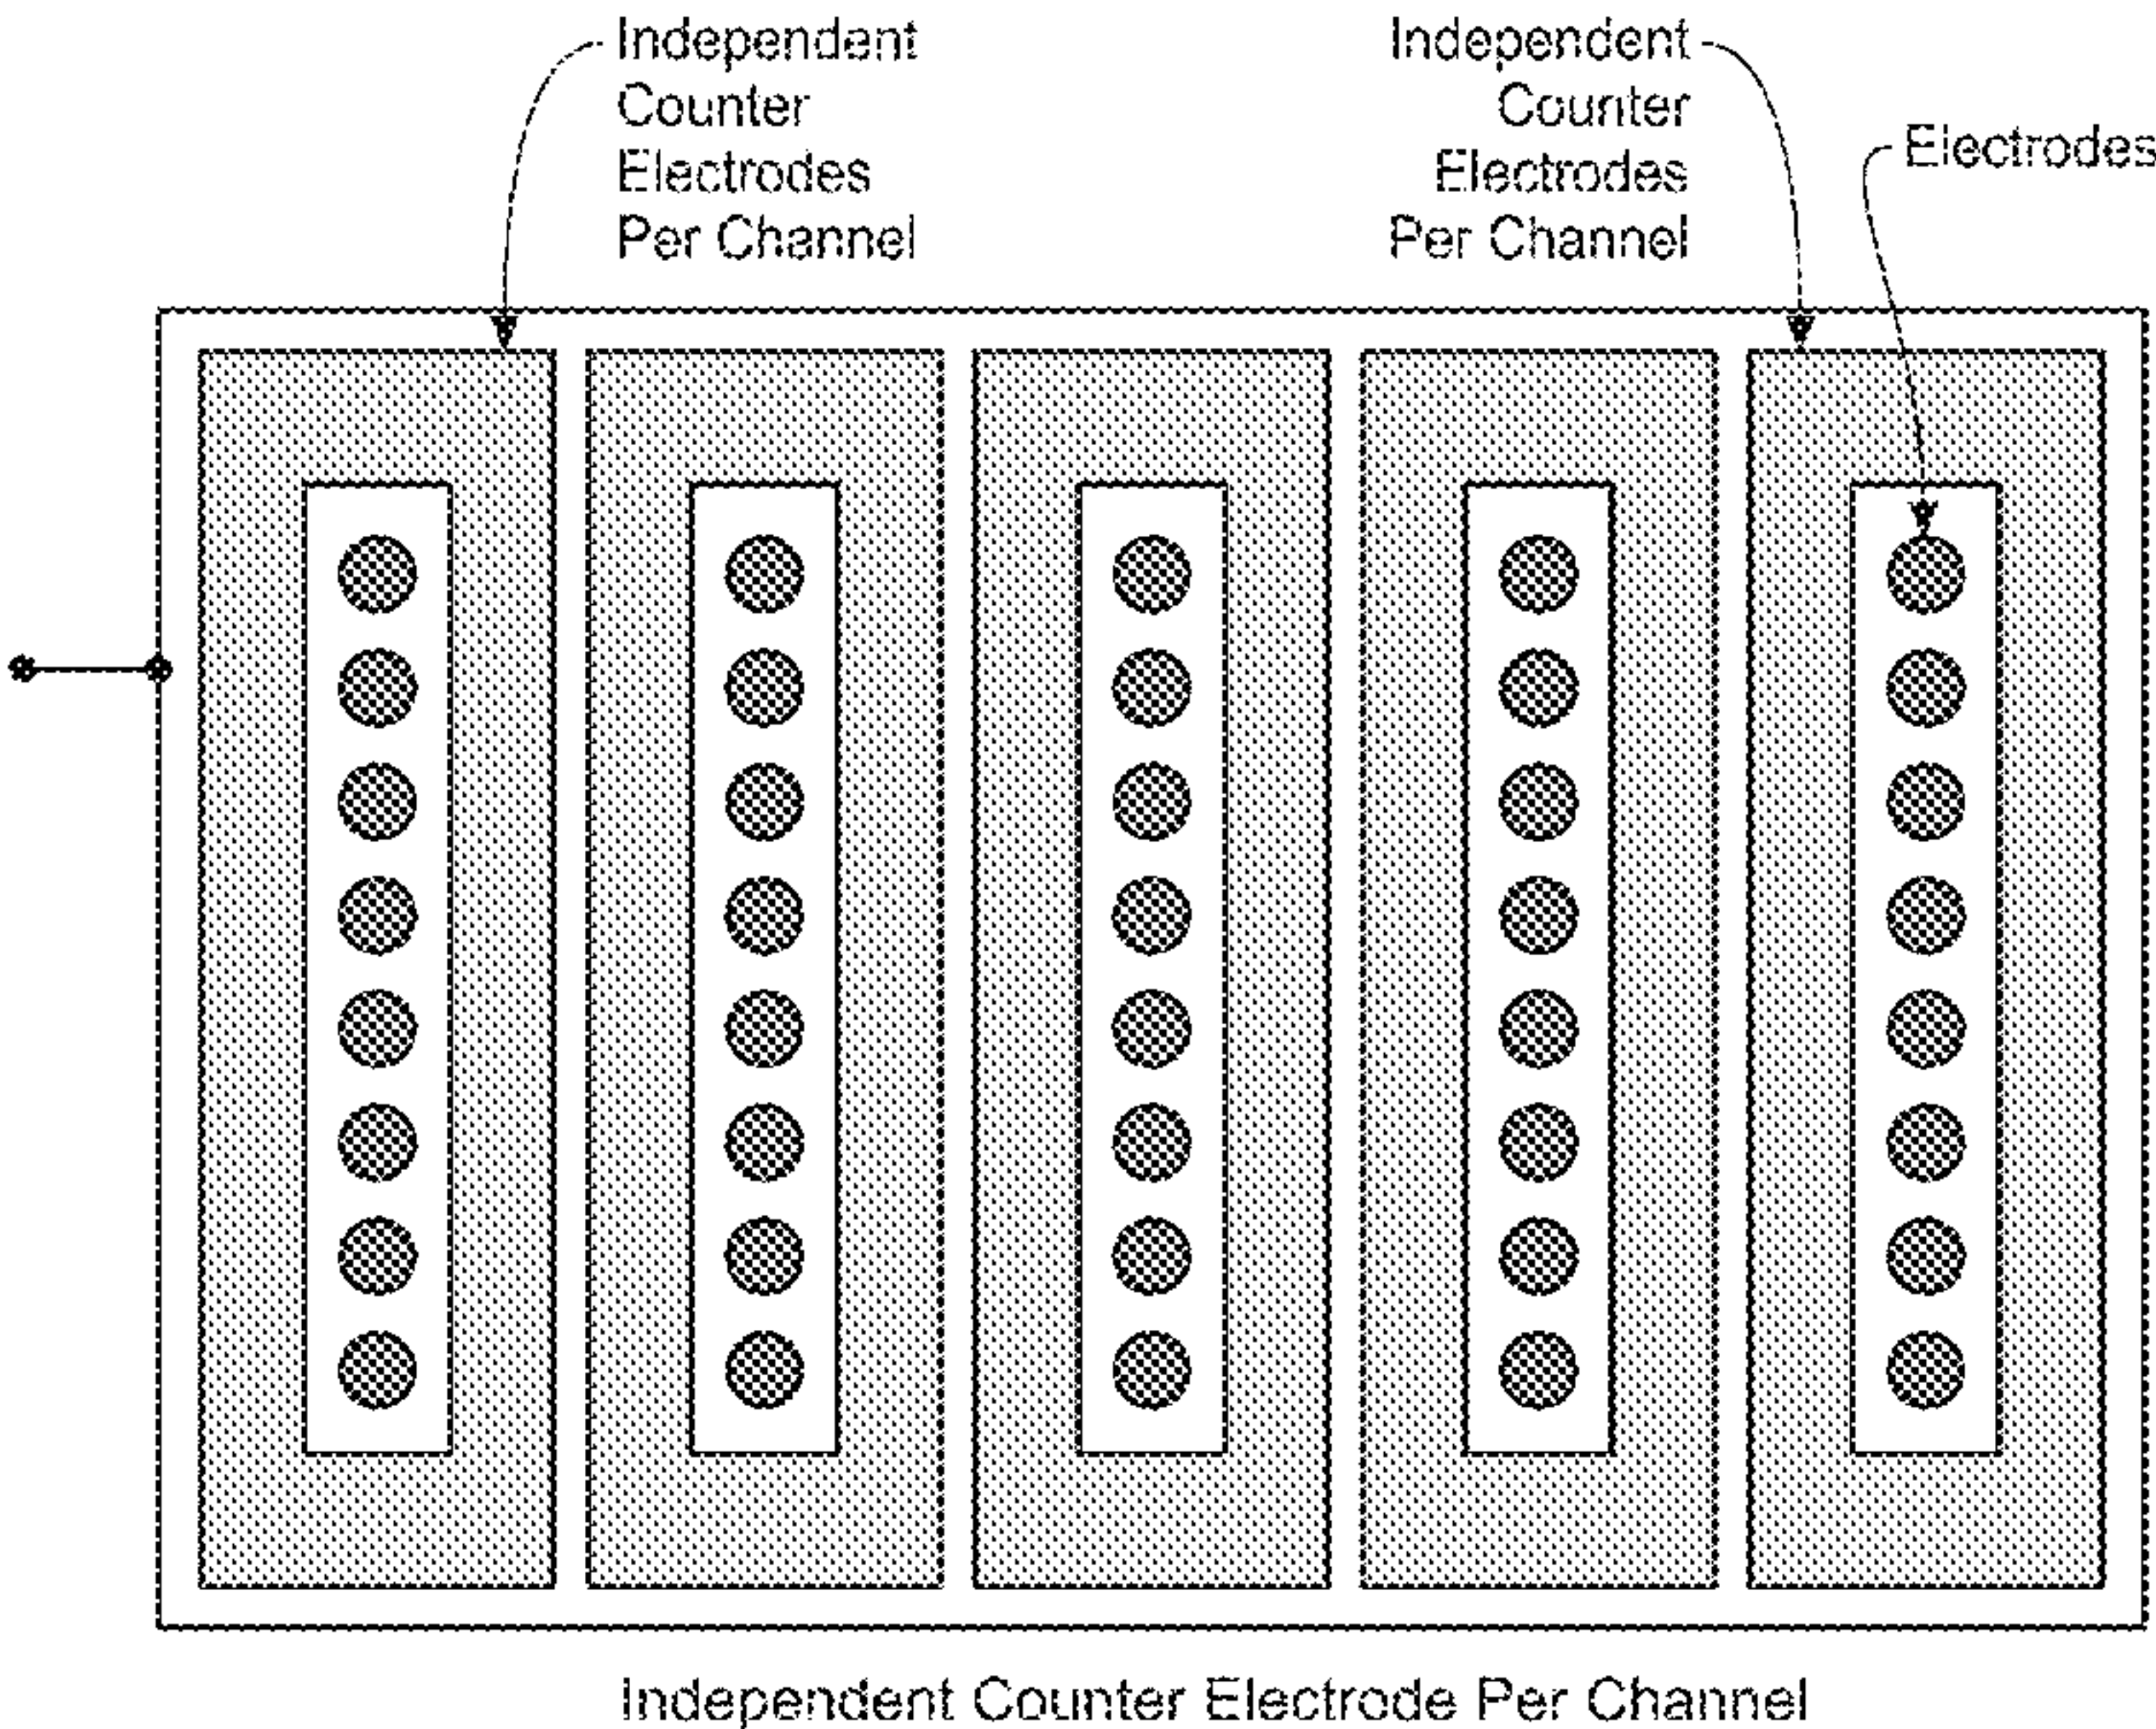 Independent
Counter
Electrodes
Per Channel
Independent
Counter
Electrodes
Per Channel
Electrodes
Independent Counter Electrode Per Channel